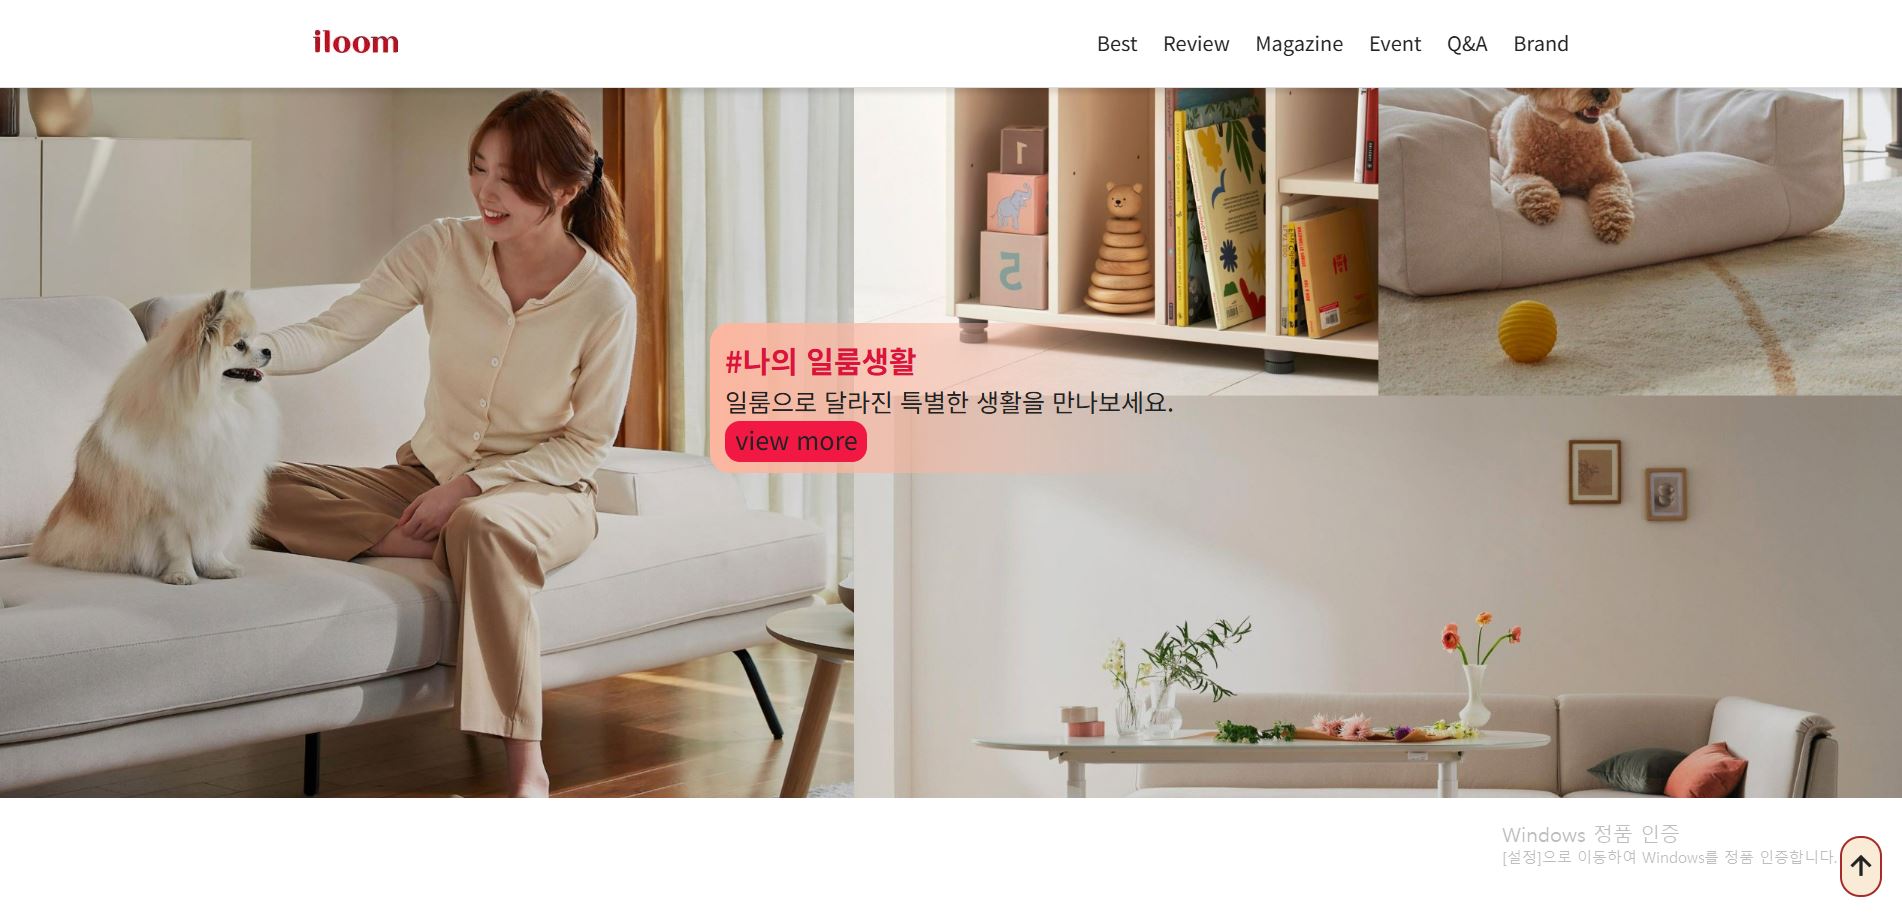 iloom
Best Review Magazine Event Q&A Brand
1
5
#나의 일룸생활
일룸으로 달라진 특별한 생활을 만나보세요.
view more
Windows 정품 인증
[설정]으로 이동하여 Windows를 정품 인증합니다.